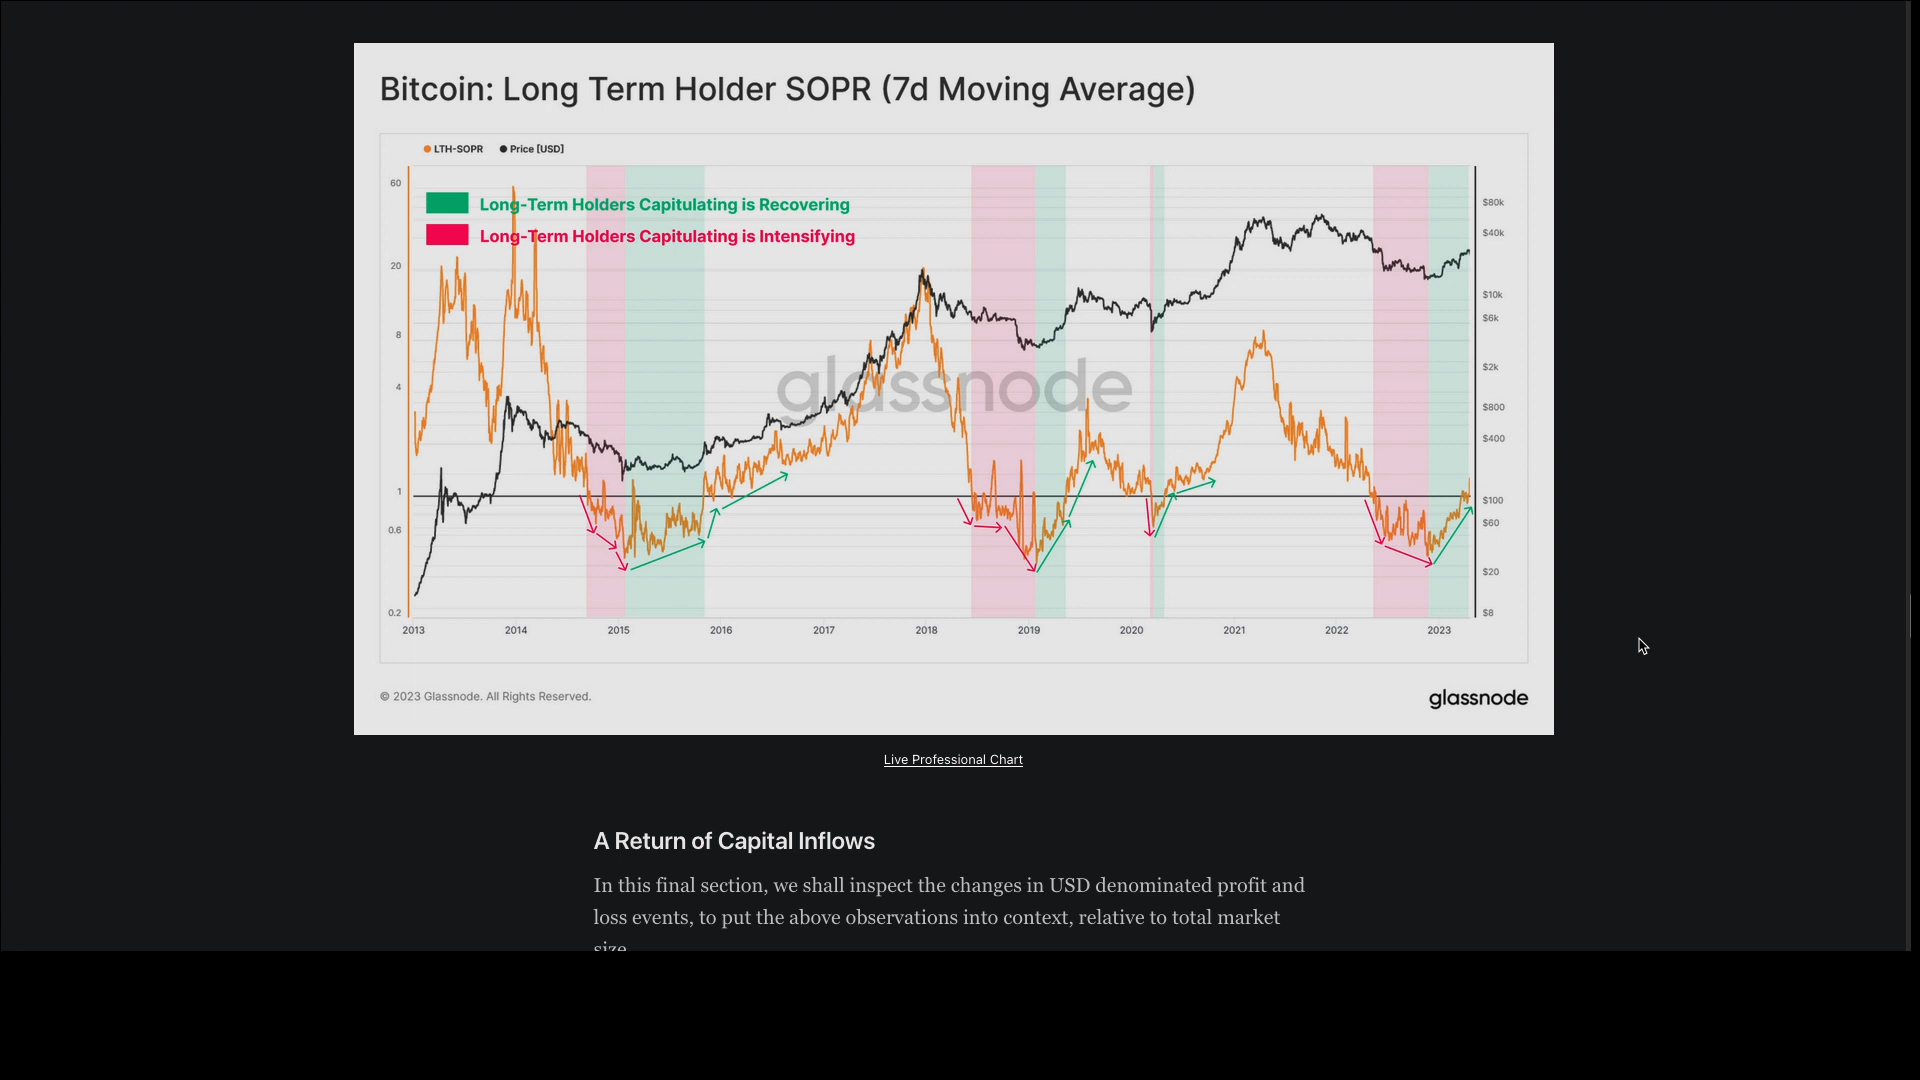 Bitcoin: Long Term Holder SOPR (7d Moving Average)
LTH-SOPR Price [USD]
Long-Term Holders Capitulating is Recovering
Long-Term Holders Capitulating is Intensifying
60
20
8
4
1
0.6
0.2
$80k
$40k
$10k
$6k
$2k
$800
$400
$100
$60
$20
$8
glassnode
2013 2014 2015 2016 2017 2018 2019 2020 2021 2022 2023
© 2023 Glassnode. All Rights Reserved.
glassnode
Live Professional Chart
A Return of Capital Inflows
In this final section, we shall inspect the changes in USD denominated profit and
loss events, to put the above observations into context, relative to total market
size